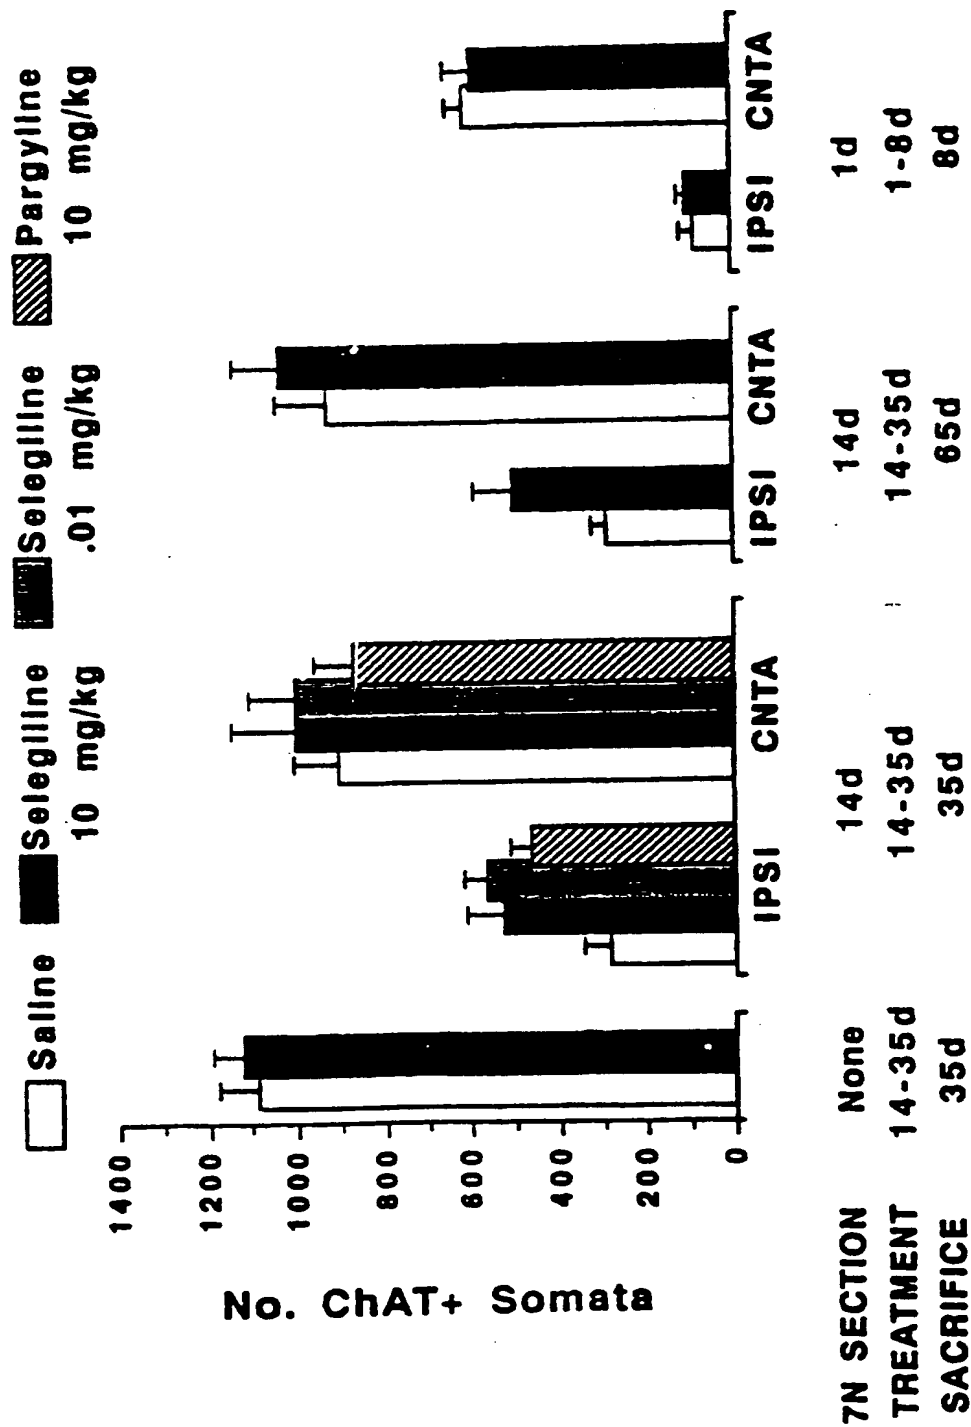 Saline
Selegiline
10 mg/kg
Selegiline
.01 mg/kg
Pargyline
10 mg/kg
No. ChAT+ Somata
1400
1200
1000
800
600
400
200
0
IPSI CNTA IPSI CNTA IPSI CNTA
7N SECTION None 14d 14d 1d
TREATMENT 14-35d 14-35d 14-35d 1-8d
SACRIFICE 35d 35d 65d 8d